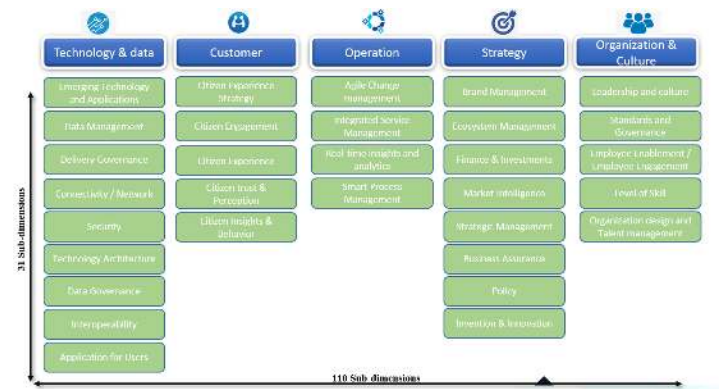 Technology & data
Customer
Operation
Strategy
Organization &
Culture
Emerging Technology
and Applications
Data Management
Delivery Governance
Connectivity / Network
Security
Technology Architecture
Data Governance
Interoperability
Application for Users
Citizen Experience
Strategy
Citizen Engagement
Citizen Experience
Citizen Trust &
Perception
Citizen Insights &
Behavior
Agile Change
management
Integrated Service
Management
Real-time Insights and
analytics
Smart Process
Management
Brand Management
Ecosystem Management
Finance & Investments
Market Intelligence
Strategic Management
Business Assurance
Policy
Invention & Innovation
Leadership and culture
Standards and
Governance
Employee Enablement /
Employee Engagement
Level of Skill
Organization design and
Talent management
31 Sub-dimensions
110 Sub dimensions